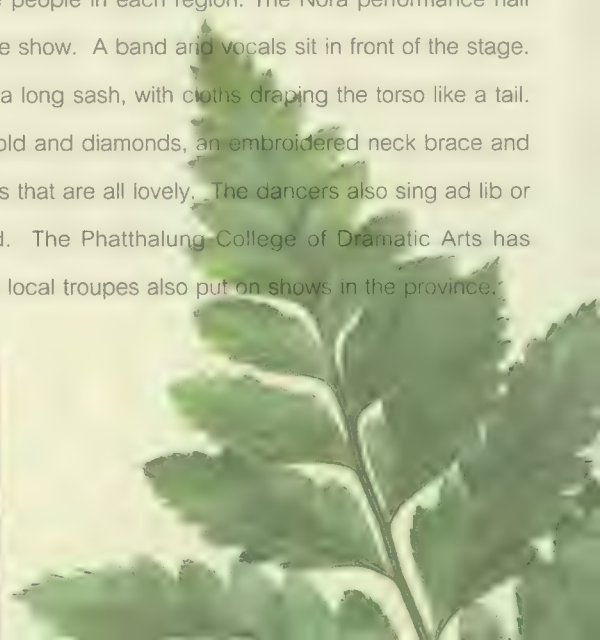 people in each region. The Nora performance hall
e show. A band and vocals sit in front of the stage.
a long sash, with cloths draping the torso like a tail.
old and diamonds, an embroidered neck brace and
s that are all lovely. The dancers also sing ad lib or
d. The Phatthalung College of Dramatic Arts has
local troupes also put on shows in the province.